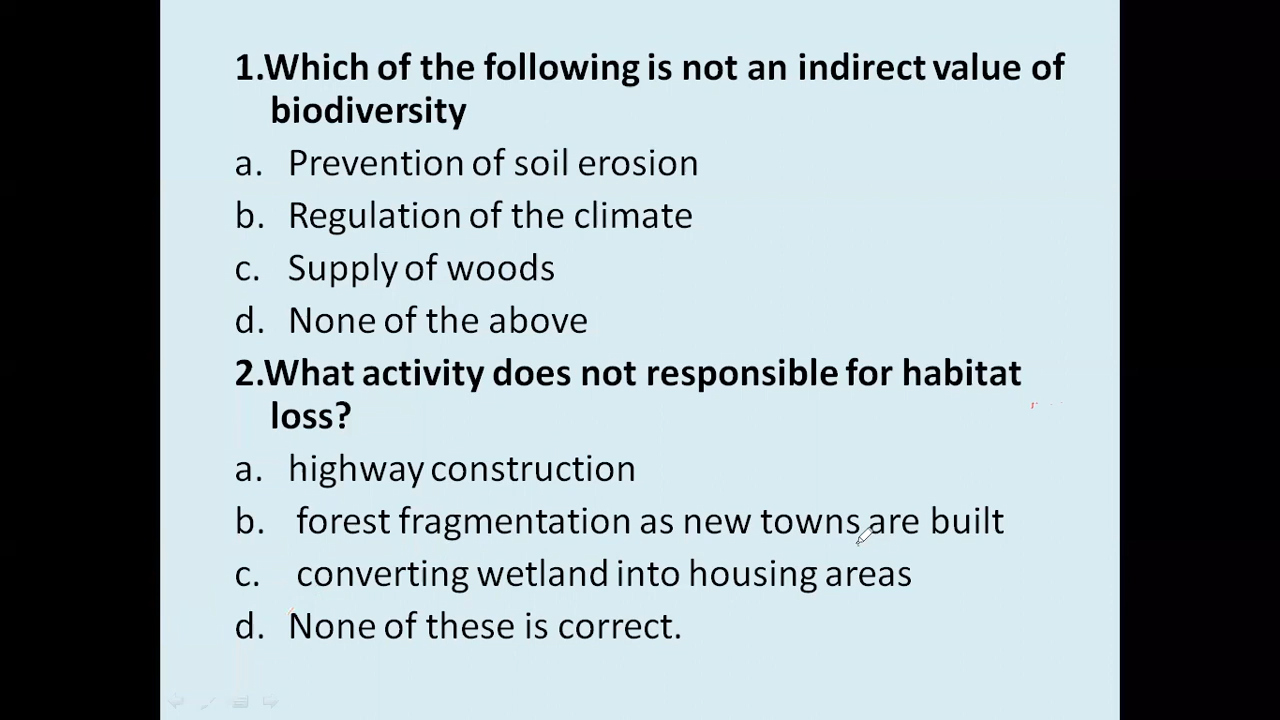 1.Which of the following is not an indirect value of
biodiversity
a. Prevention of soil erosion
b. Regulation of the climate
c. Supply of woods
d. None of the above
2.What activity does not responsible for habitat
loss?
a. highway construction
b. forest fragmentation as new towns are built
c. converting wetland into housing areas
d. None of these is correct.